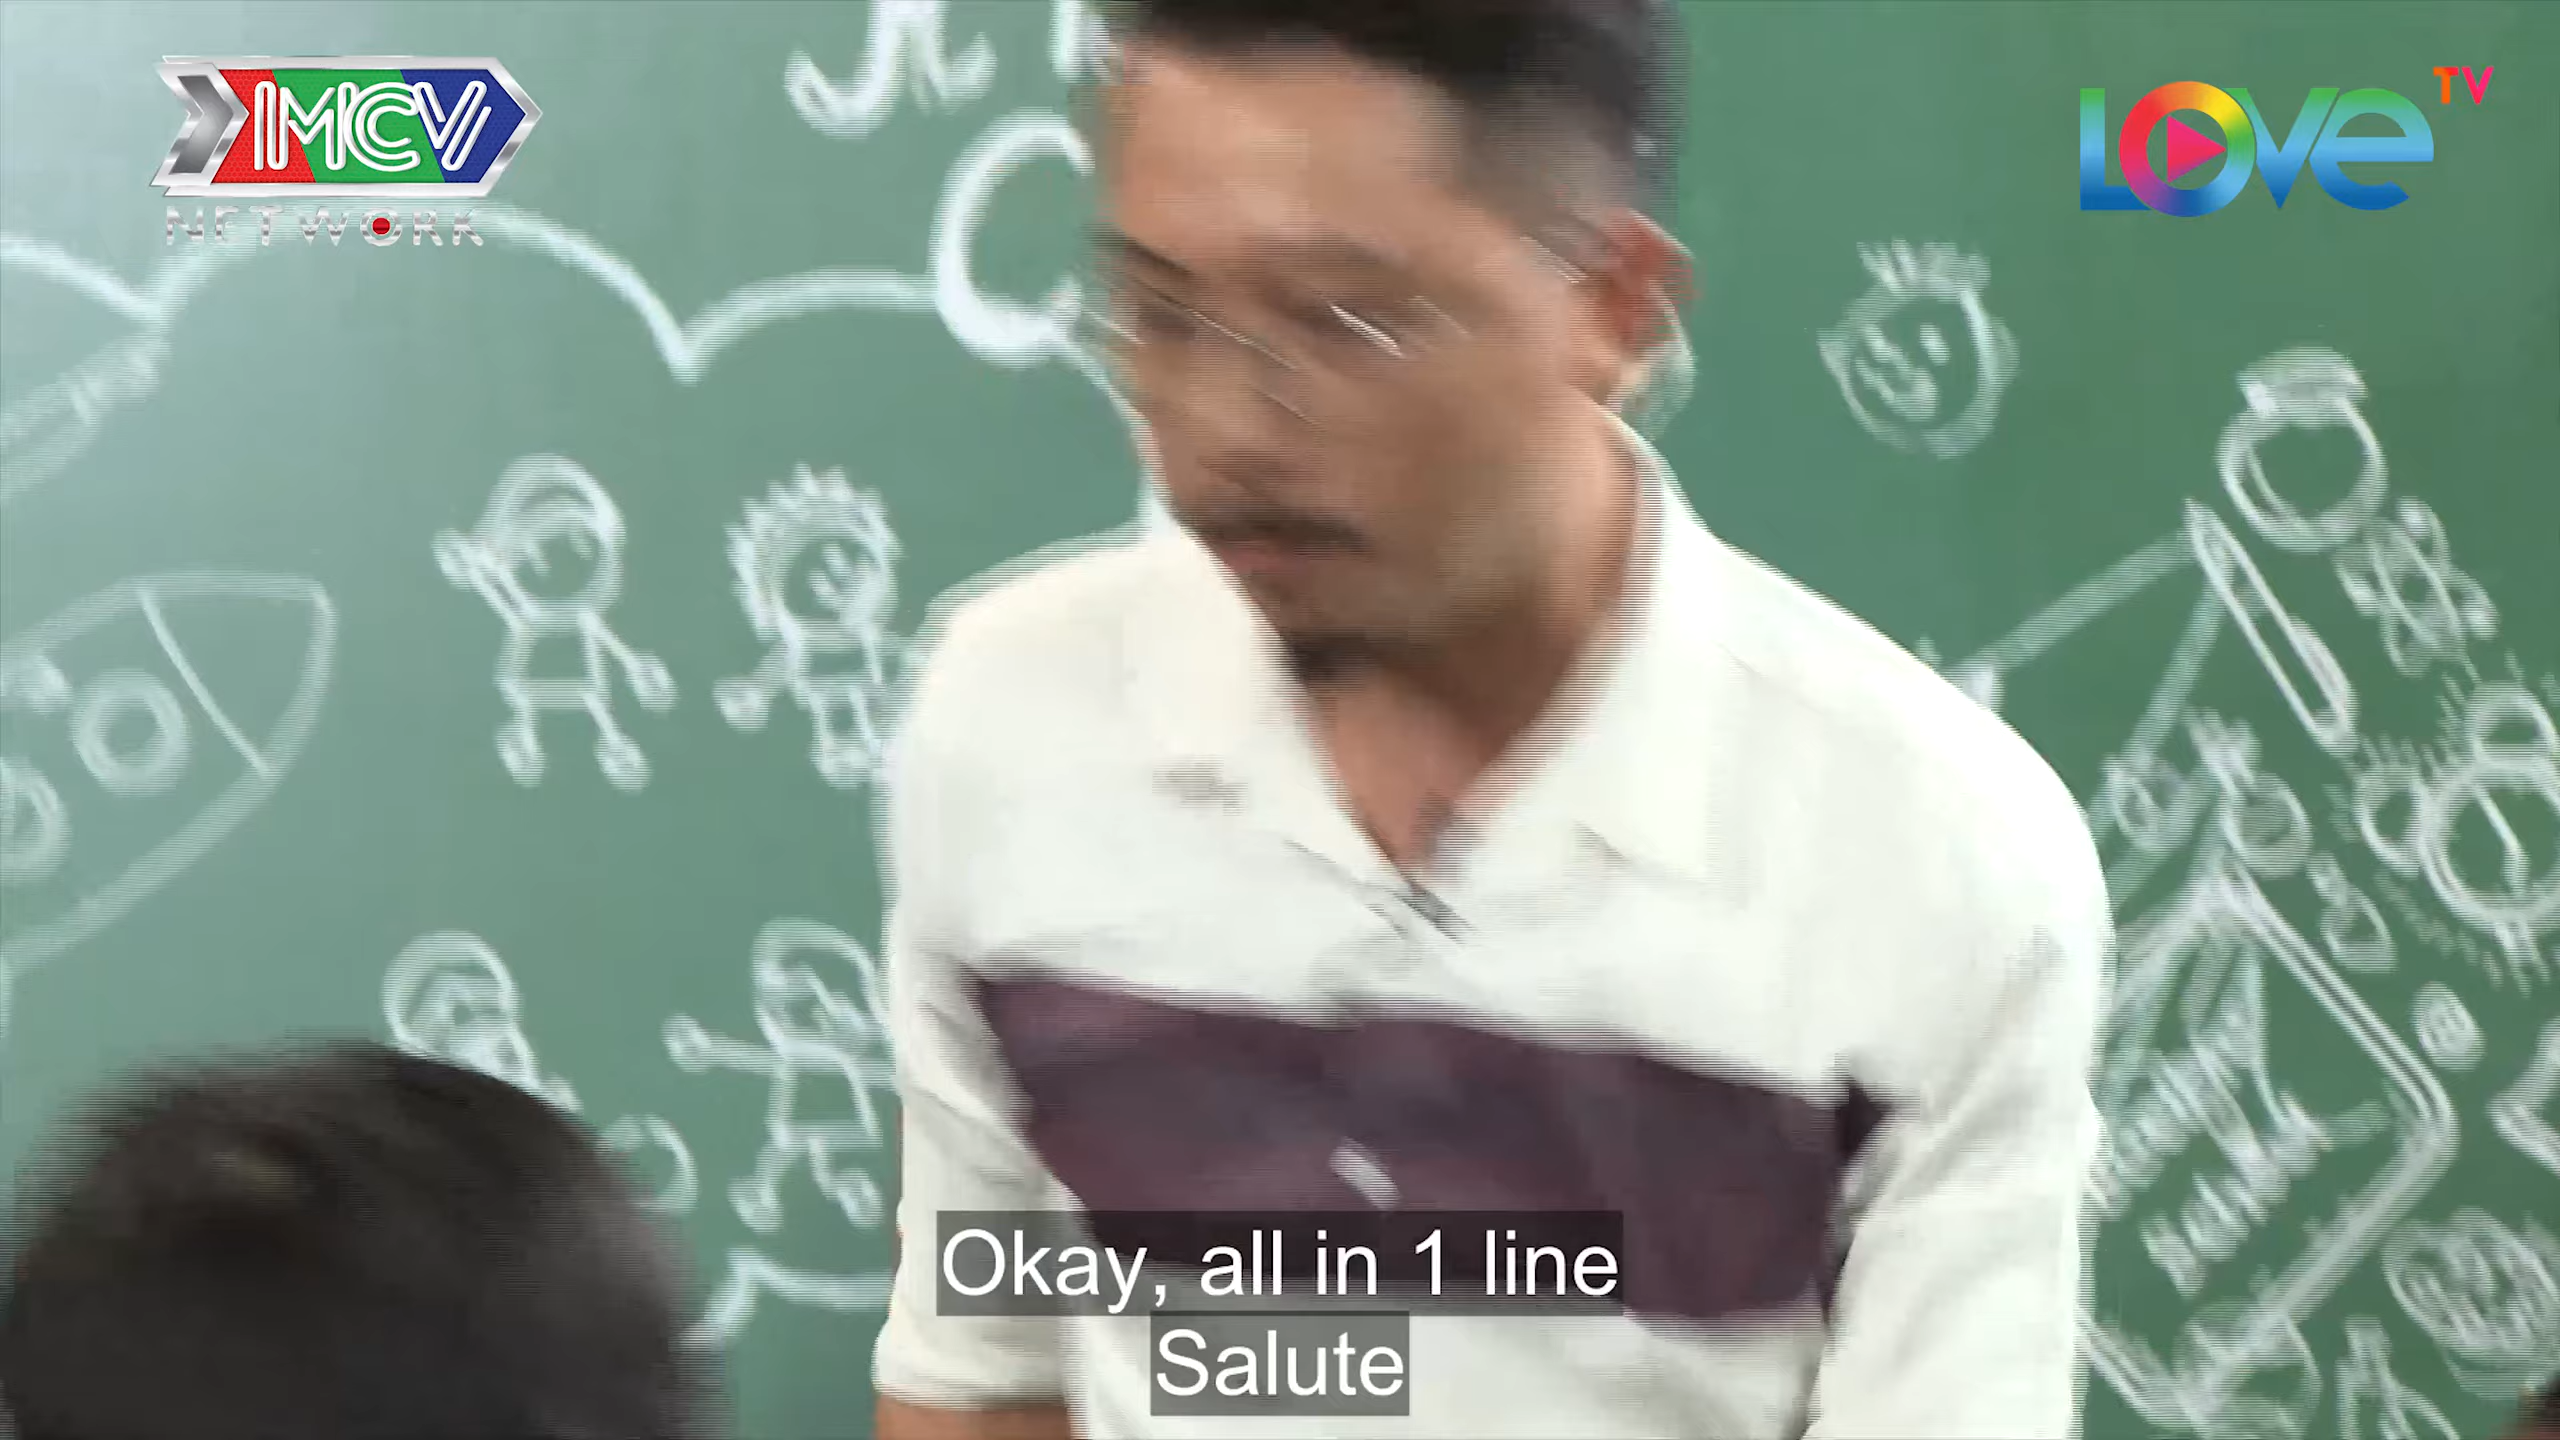 MCV
NETWORK
LOVE TV
Okay, all in 1 line
Salute